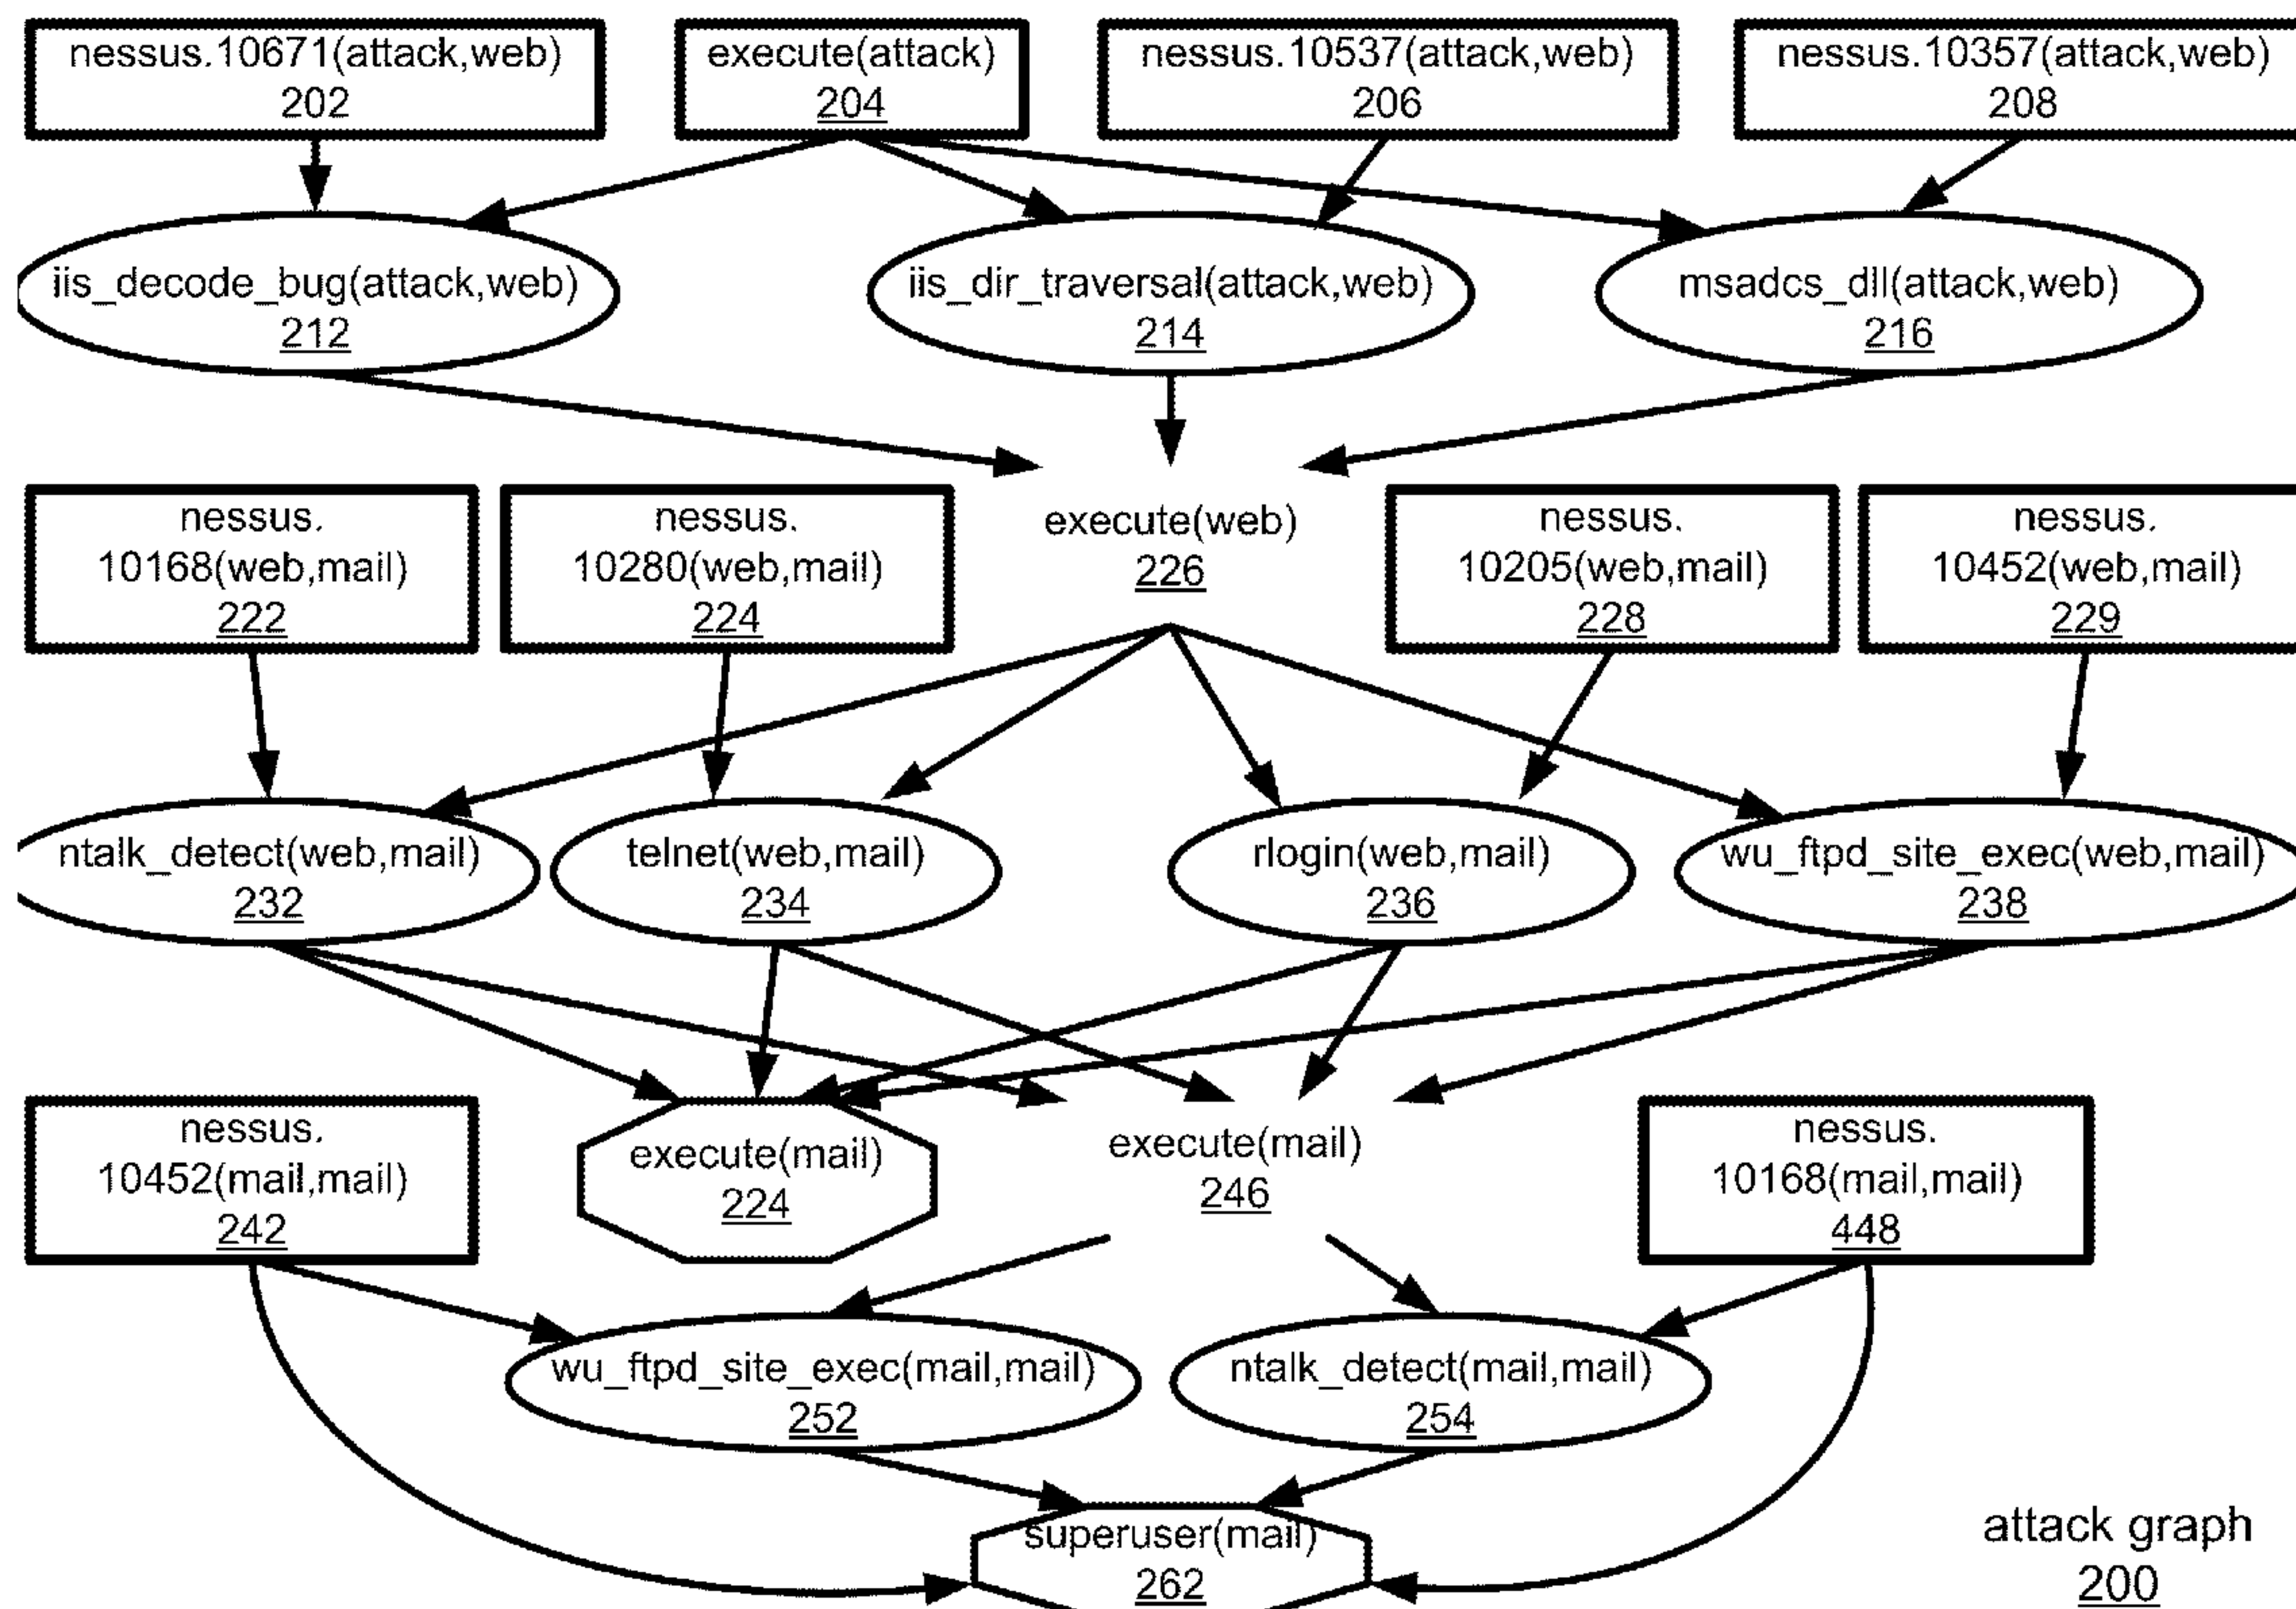 nessus.10671(attack,web)
202
execute(attack)
204
nessus.10537(attack,web)
206
nessus.10357(attack,web)
208
iis_decode_bug(attack,web)
212
iis_dir_traversal(attack,web)
214
msadcs_dll(attack,web)
216
nessus.
10168(web,mail)
222
nessus.
10280(web,mail)
224
execute(web)
226
nessus.
10205(web,mail)
228
nessus.
10452(web,mail)
229
ntalk_detect(web,mail)
232
telnet(web,mail)
234
rlogin(web,mail)
236
wu_ftpd_site_exec(web,mail)
238
nessus.
10452(mail,mail)
242
execute(mail)
224
execute(mail)
246
nessus.
10168(mail,mail)
448
wu_ftpd_site_exec(mail,mail)
252
ntalk_detect(mail,mail)
254
superuser(mail)
262
attack graph
200